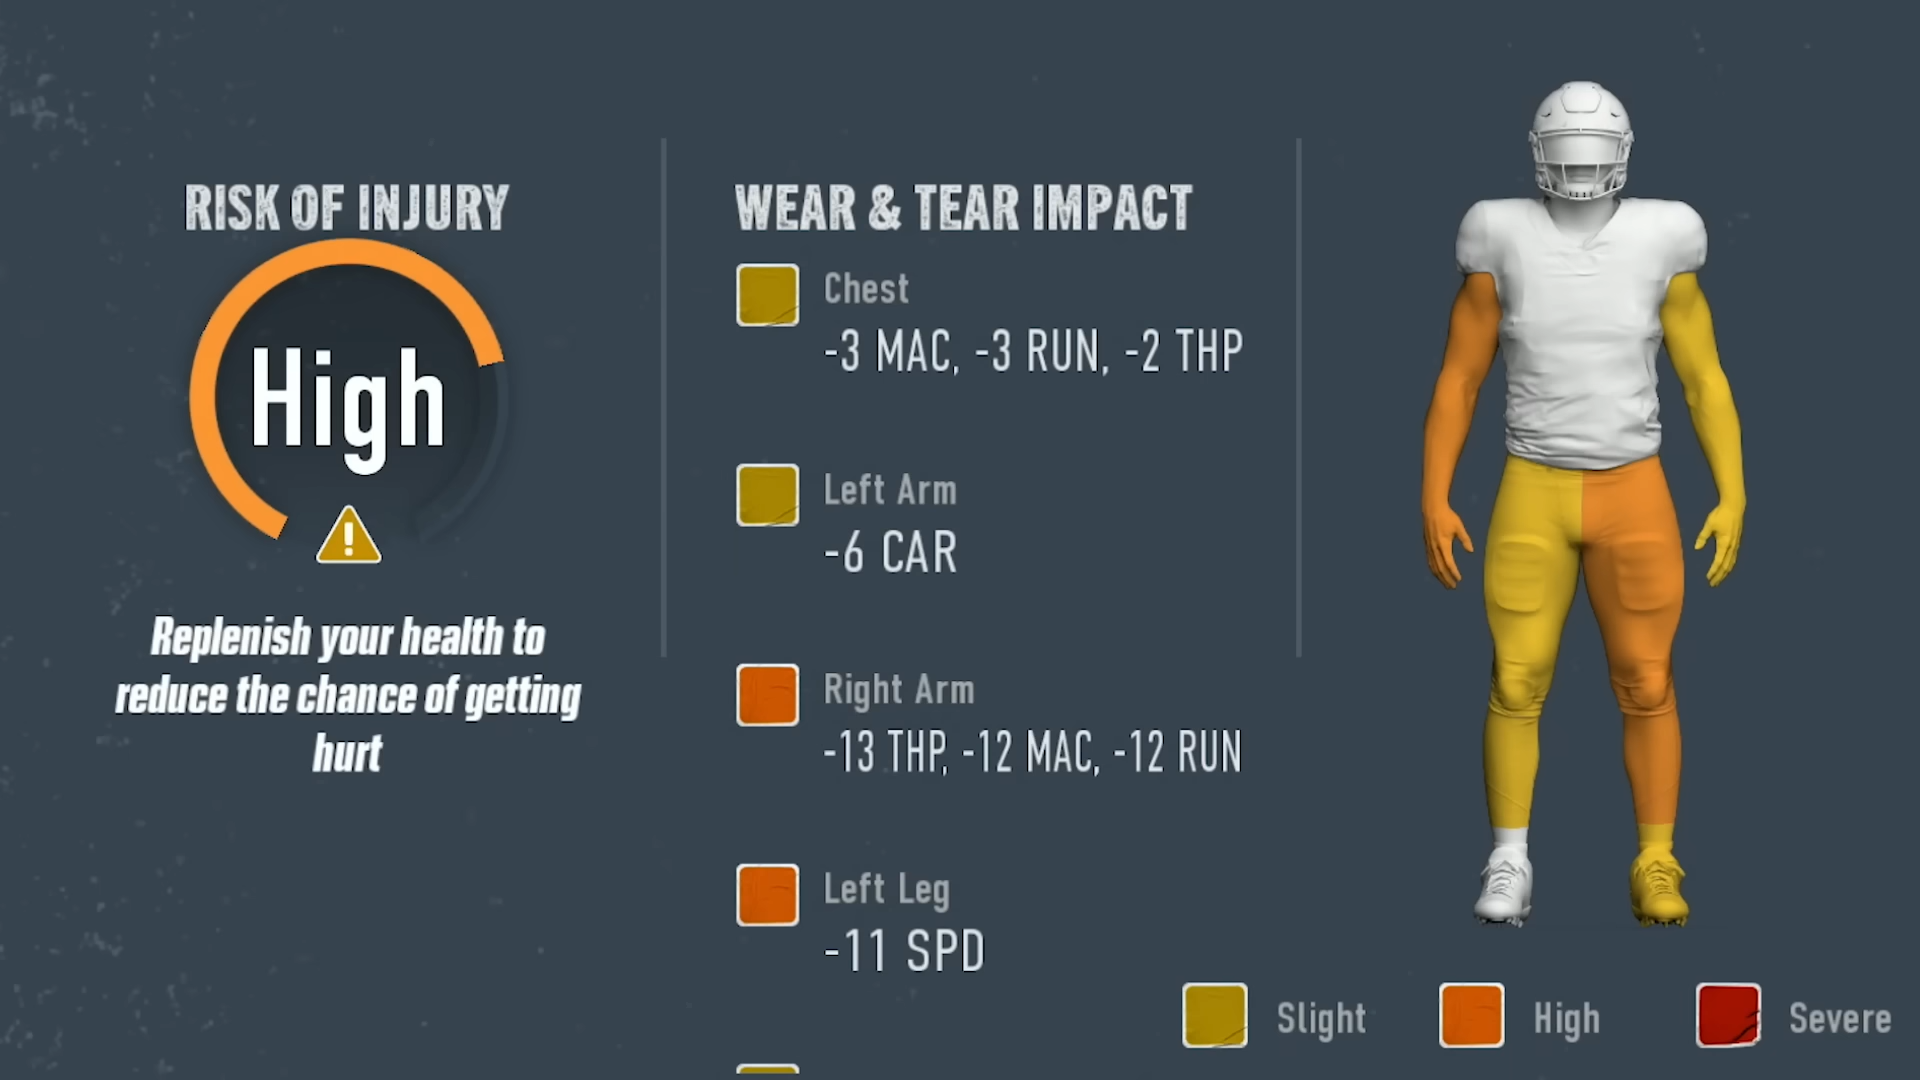 RISK OF INJURY
High
Replenish your health to
reduce the chance of getting
hurt
WEAR & TEAR IMPACT
Chest
-3 MAC, -3 RUN, -2 THP
Left Arm
-6 CAR
Right Arm
-13 THP, -12 MAC, -12 RUN
Left Leg
-11 SPD
Slight
High
Severe